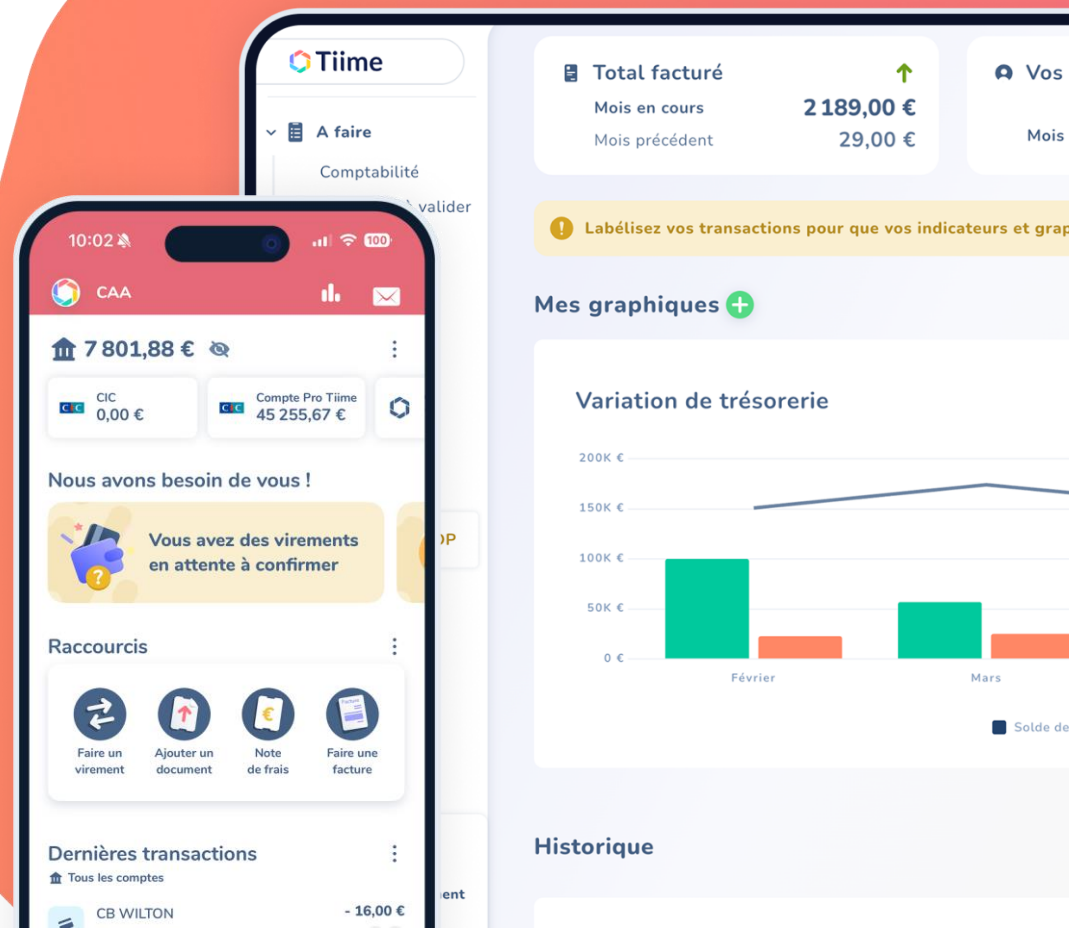 Tiime
A faire
Comptabilité
valider
Total facturé
Mois en cours
2 189,00 €
Mois précédent
29,00 €
Vos
Mois
Labélisez vos transactions pour que vos indicateurs et
Mes graphiques
Variation de trésorerie
200K €
150K €
100K €
50K €
0 €
Février
Mars
Solde de
Historique
10:02
100
CAA
7 801,88 €
CIC
CIC
0,00 €
CIC
Compte Pro Tiime
45 255,67 €
Nous avons besoin de vous !
Vous avez des virements
en attente à confirmer
?
Raccourcis
Faire un
virement
Ajouter un
document
€
Note
de frais
Facture
Faire une
facture
Dernières transactions
Tous les comptes
CB WILTON
- 16,00 €